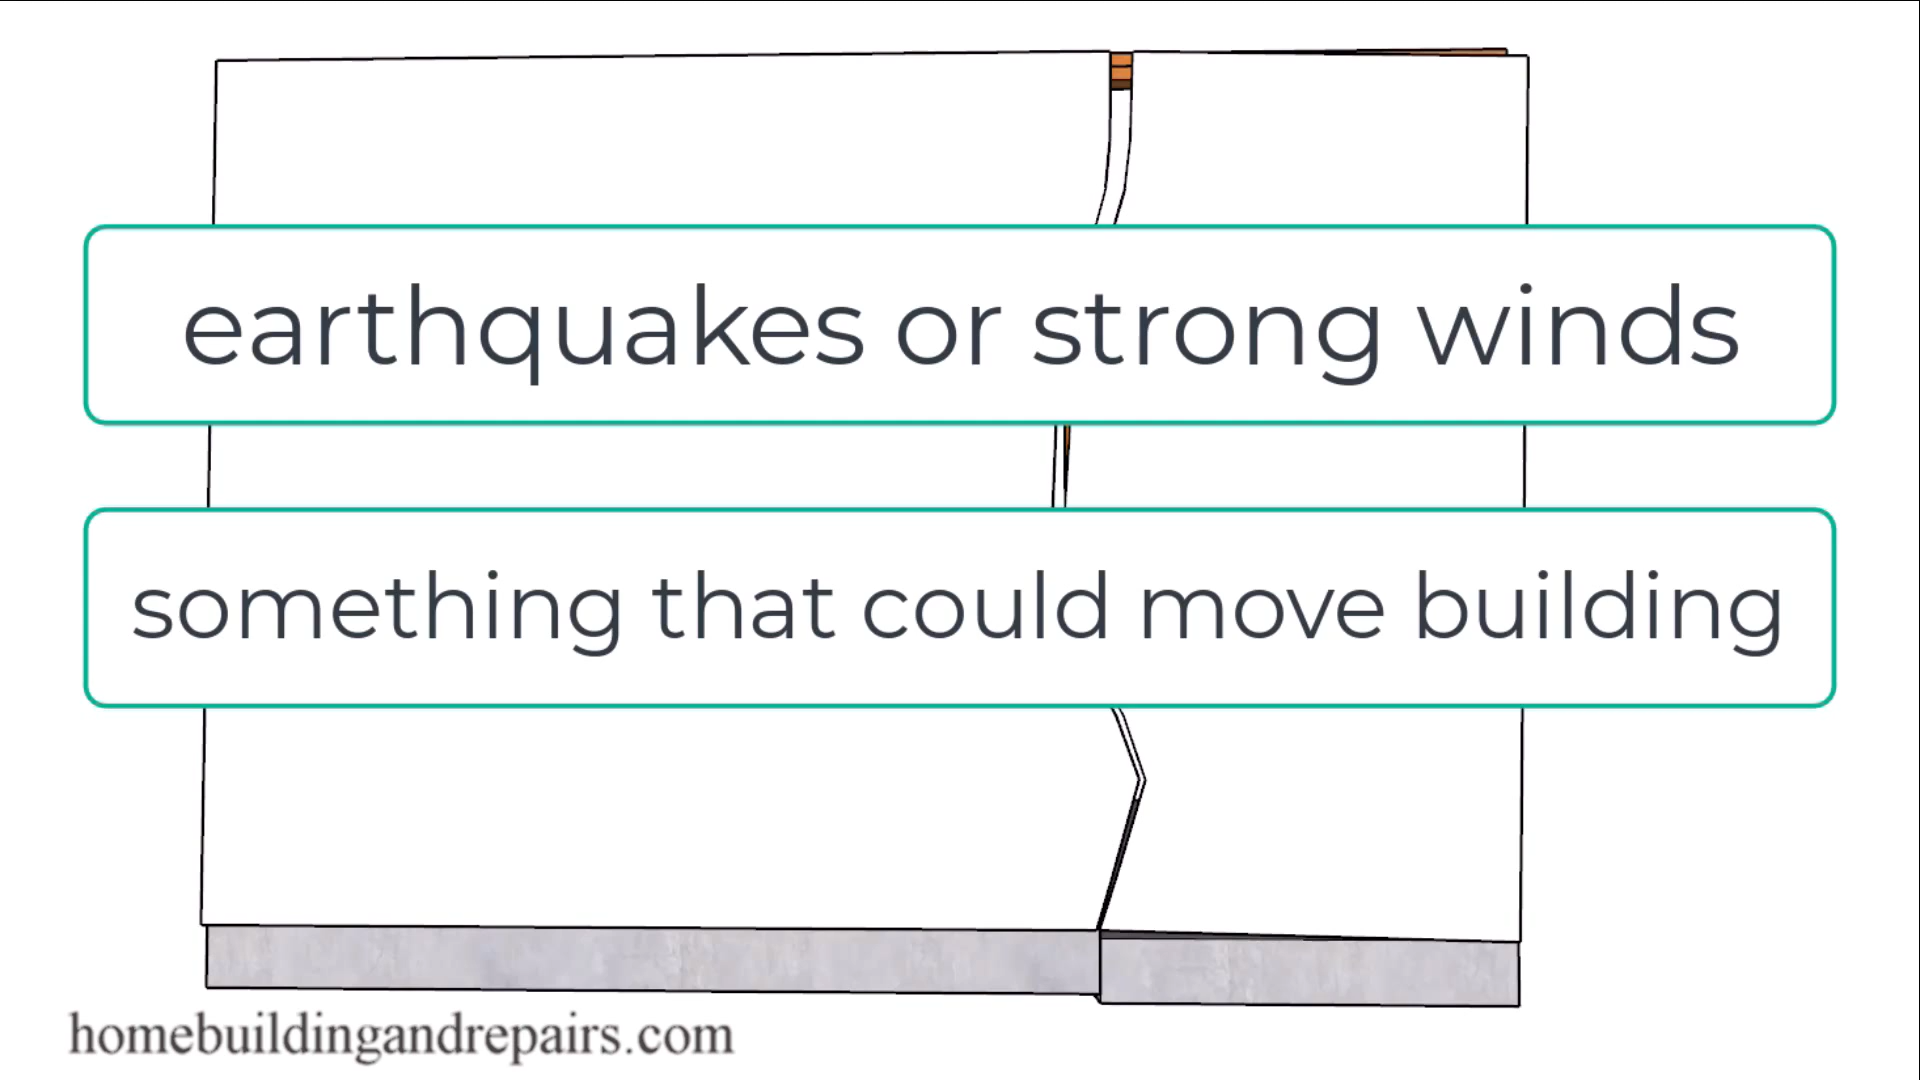 earthquakes or strong winds
something that could move building
homebuildingandrepairs.com